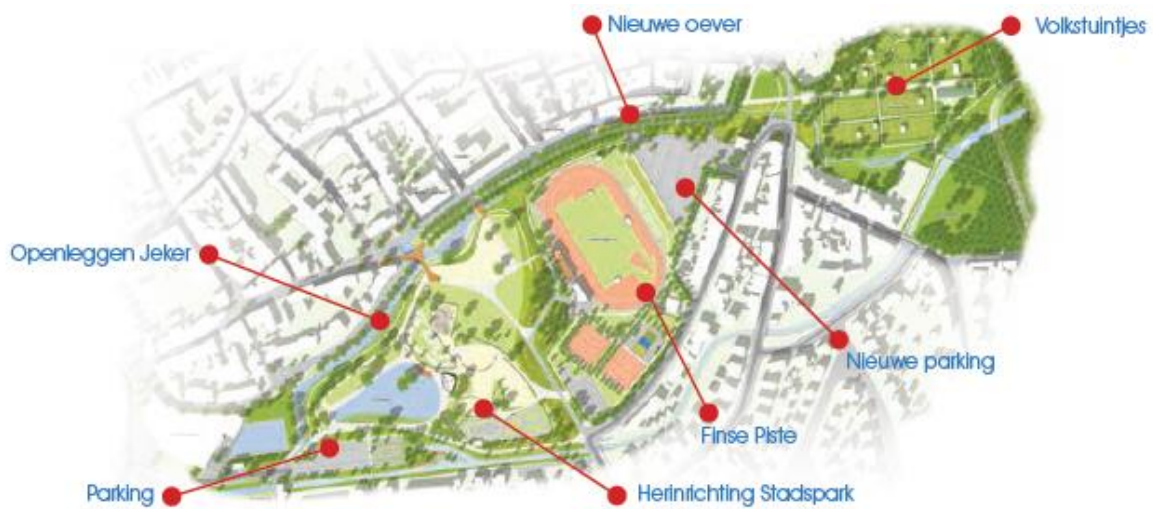 Nieuwe oever
Volkstuintjes
Openleggen Jeker
Nieuwe parking
Finse Piste
Parking
Herinrichting Stadspark